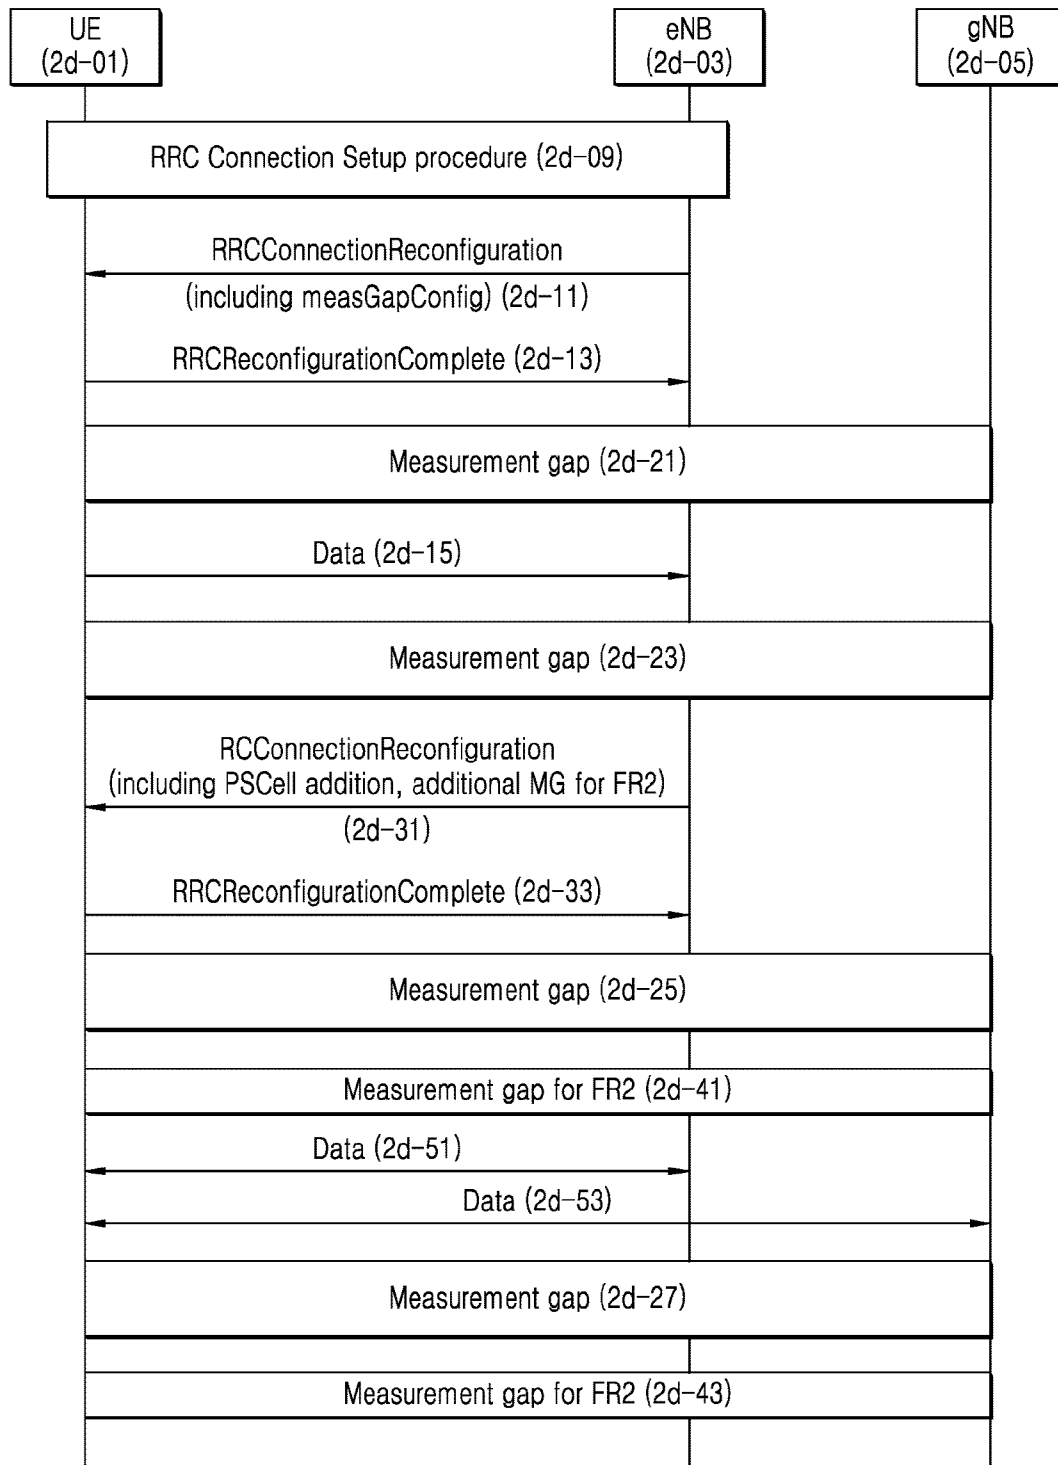 UE
(2d-01)
eNB
(2d-03)
gNB
(2d-05)
RRC Connection Setup procedure (2d-09)
RRCConnectionReconfiguration
(including measGapConfig) (2d-11)
RRCReconfigurationComplete (2d-13)
Measurement gap (2d-21)
Data (2d-15)
Measurement gap (2d-23)
RCConnectionReconfiguration
(including PSCell addition, additional MG for FR2)
(2d-31)
RRCReconfigurationComplete (2d-33)
Measurement gap (2d-25)
Measurement gap for FR2 (2d-41)
Data (2d-51)
Data (2d-53)
Measurement gap (2d-27)
Measurement gap for FR2 (2d-43)